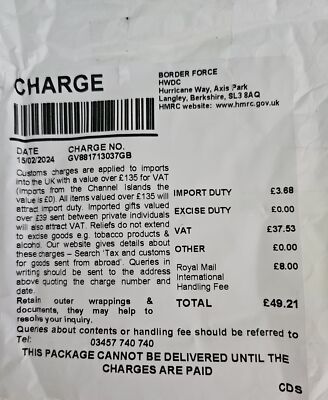 CHARGE
BORDER FORCE
HWDC
Hurricane Way, Axis Park
Langley, Berkshire, SL3 8AQ
HMRC website: www.hmrc.gov.uk
DATE
15/02/2024
CHARGE NO.
GV881713037GB
Customs charges are applied to imports
into the UK with a value over £135 for VAT
(imports from the Channel Islands the
value is £0). All items valued over £135 will
attract import duty. Imported gifts valued
over £39 sent between private individuals
will also attract VAT. Reliefs do not extend
to excise goods e.g. tobacco products &
alcohol. Our website gives details about
these charges – Search 'Tax and customs
for goods sent from abroad'. Queries in
writing should be sent to the address
above quoting the charge number and
date.
Retain outer wrappings &
documents, they may help to
resolve your inquiry.
IMPORT DUTY £3.68
EXCISE DUTY £0.00
VAT £37.53
OTHER £0.00
Royal Mail £8.00
International
Handling Fee
TOTAL £49.21
Queries about contents or handling fee should be referred to
Tel: 03457 740 740
THIS PACKAGE CANNOT BE DELIVERED UNTIL THE
CHARGES ARE PAID
CDS